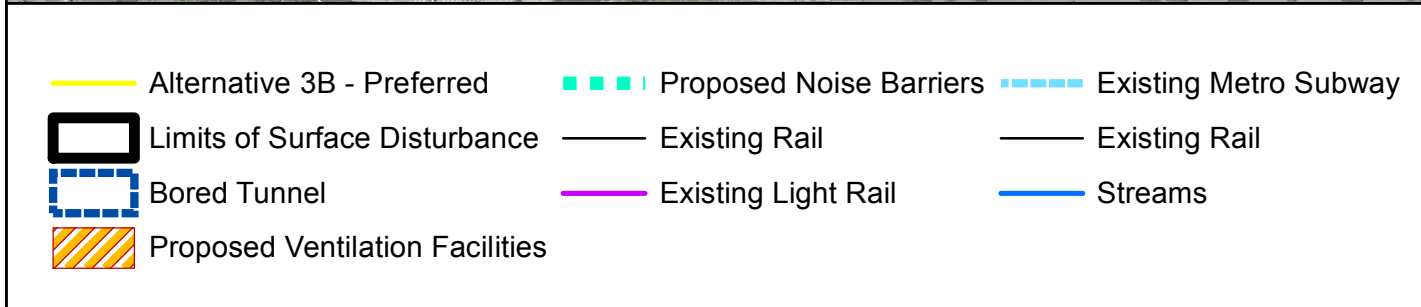 Alternative 3B - Preferred
Limits of Surface Disturbance
Bored Tunnel
Proposed Ventilation Facilities
Proposed Noise Barriers
Existing Rail
Existing Light Rail
Existing Metro Subway
Existing Rail
Streams